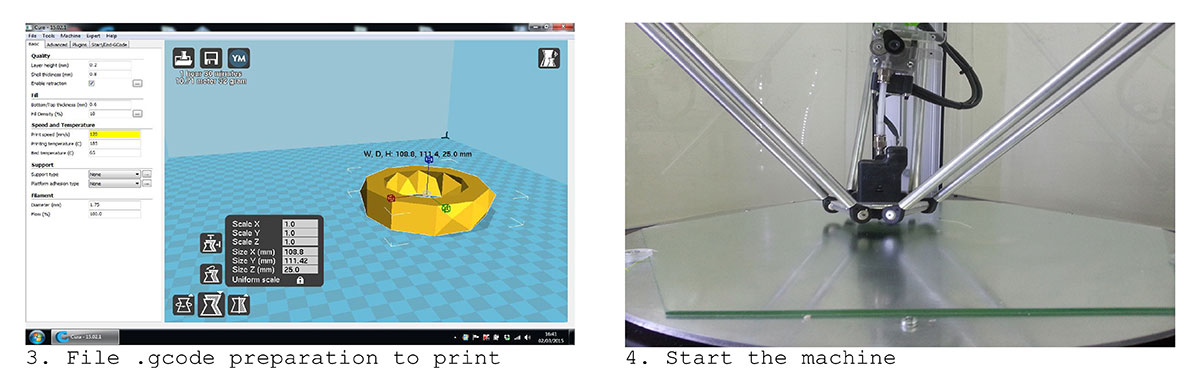 Cura - 15.02.1
File Tools Machine Expert Help
Basic Advanced Plugins Start/End-GCode
Quality
Layer height (mm) 0.2
Shell thickness (mm) 0.8
Enable retraction
Fill
Bottom/Top thickness (mm) 0.6
Fill Density (%) 10
Speed and Temperature
Print speed (mm/s)
Printing temperature (C) 185
Bed temperature (C) 65
Support
Support type None
Platform adhesion type None
Filament
Diameter (mm) 1.75
Flow (%) 100.0
YM
1 hour minutes
meter gram
W, D, H: 108.8, 111.4, 25.0 mm
Scale X 1.0
Scale Y 1.0
Scale Z 1.0
Size X (mm) 108.8
Size Y (mm) 111.42
Size Z (mm) 25.0
Uniform scale
Cura - 15.02.1
16:41
02/03/2015
3. File .gcode preparation to print
4. Start the machine